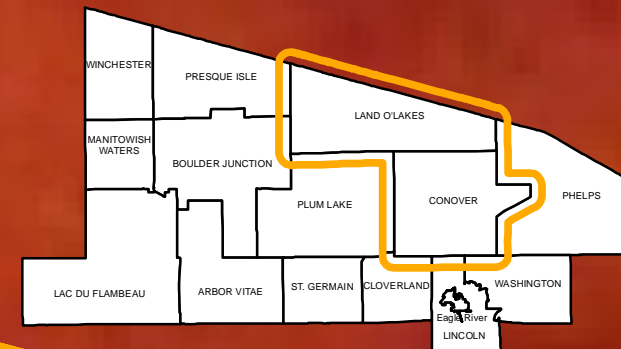 WINCHESTER
PRESQUE ISLE
LAND O'LAKES
MANITOWISH
WATERS
BOULDER JUNCTION
PLUM LAKE
CONOVER
PHELPS
LAC DU FLAMBEAU
ARBOR VITAE
ST. GERMAIN
CLOVERLAND
WASHINGTON
Eagle River
LINCOLN